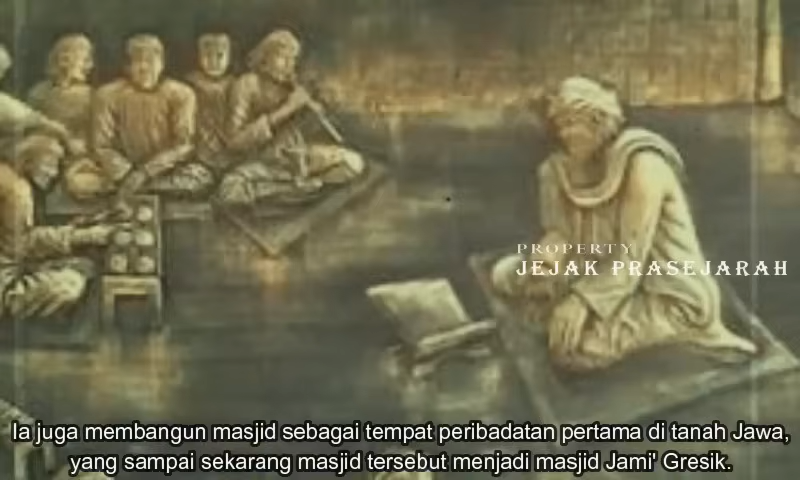 PROPERTY
JEJAK PRASEJARAH
Ia juga membangun masjid sebagai tempat peribadatan pertama di tanah Jawa,
yang sampai sekarang masjid tersebut menjadi masjid Jami' Gresik.